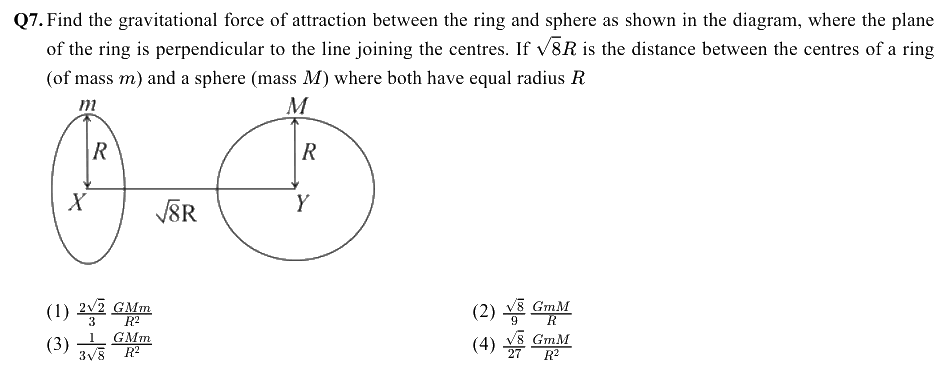 Q7. Find the gravitational force of attraction between the ring and sphere as shown in the diagram, where the plane
of the ring is perpendicular to the line joining the centres. If √8R is the distance between the centres of a ring
(of mass m) and a sphere (mass M) where both have equal radius R
m
M
R
R
X
Y
√8R
(1) 2√2/3 GMm/R²
(2) √8/9 GmM/R
(3) 1/3√8 GMm/R²
(4) √8/27 GmM/R²